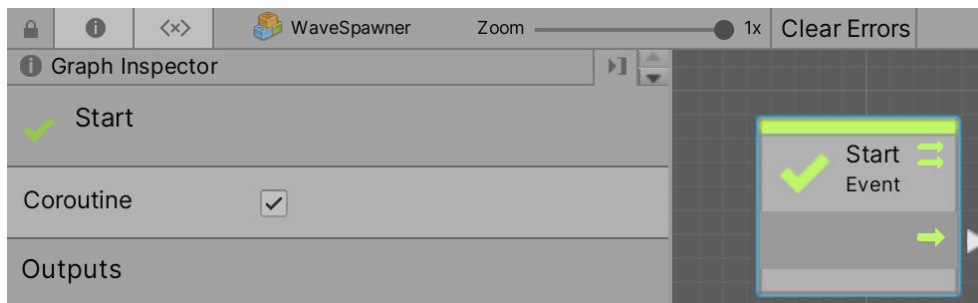 WaveSpawner Zoom 1x Clear Errors
Graph Inspector
Start
Coroutine
Outputs
Start
Event